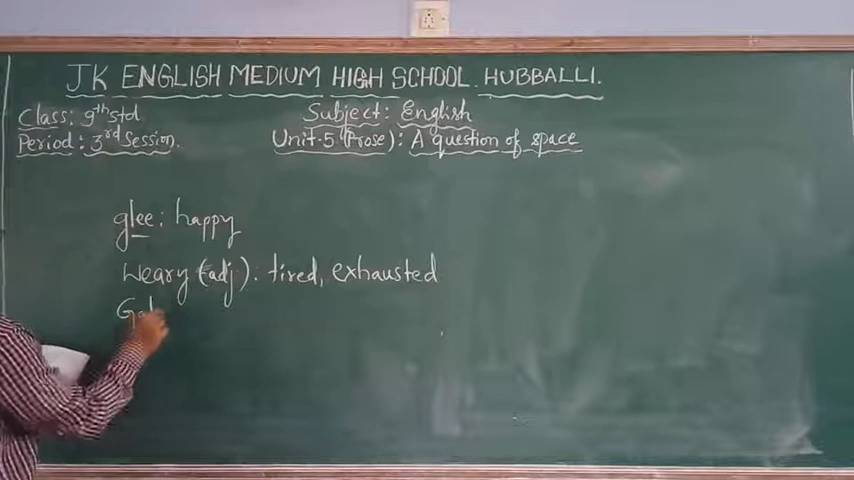 JK ENGLISH MEDIUM HIGH SCHOOL. HUBBALLI.
Class: 9th Std
Subject: English
Period: 3rd Session.
Unit-5 (Prose): A question of space
glee: happy
Weary (adj): tired, exhausted